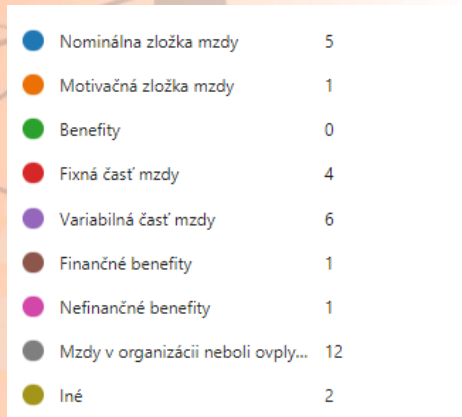 Nominálna zložka mzdy 5
Motivačná zložka mzdy 1
Benefity 0
Fixná časť mzdy 4
Variabilná časť mzdy 6
Finančné benefity 1
Nefinančné benefity 1
Mzdy v organizácii neboli ovply... 12
Iné 2